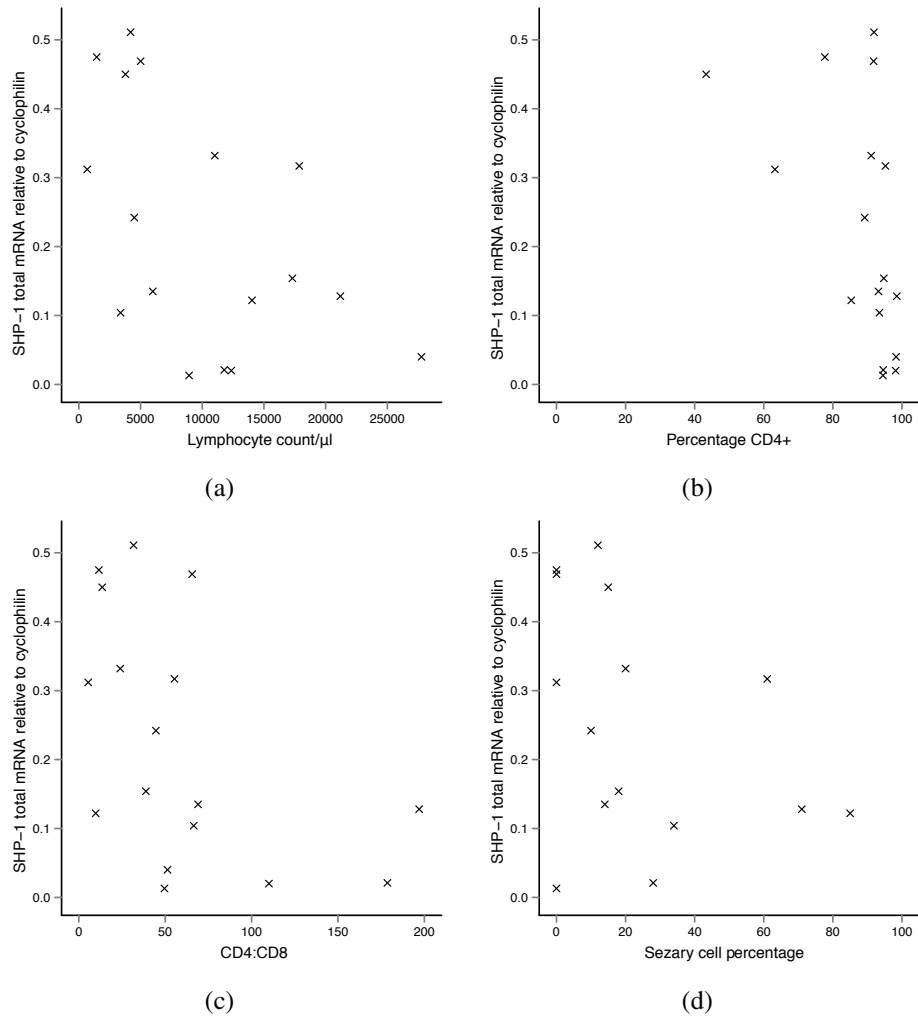 SHP−1 total mRNA relative to cyclophilin
0.5
0.4
0.3
0.2
0.1
0.0
0 5000 10000 15000 20000 25000
Lymphocyte count/µl
(a)
SHP−1 total mRNA relative to cyclophilin
0.5
0.4
0.3
0.2
0.1
0.0
0 20 40 60 80 100
Percentage CD4+
(b)
SHP−1 total mRNA relative to cyclophilin
0.5
0.4
0.3
0.2
0.1
0.0
0 50 100 150 200
CD4:CD8
(c)
SHP−1 total mRNA relative to cyclophilin
0.5
0.4
0.3
0.2
0.1
0.0
0 20 40 60 80 100
Sezary cell percentage
(d)